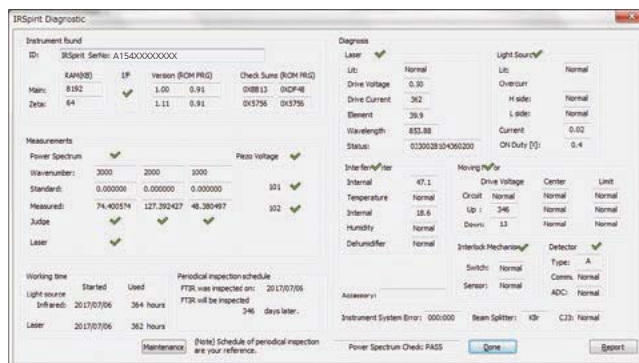 IRSpirit Diagnostic
Instrument found
ID: IRSpirit SerNo: A154XXXXXXXX
RAM(KB) I/F Version (ROM PRG) Check Sums (ROM PRG)
Main: 8192 1.00 0.91 0XBB13 0XDF48
Zeta: 64 1.11 0.91 0X5756 0X5756
Measurements
Power Spectrum Piezo Voltage
Wavenumber: 3000 2000 1000
Standard: 0.000000 0.000000 0.000000 101
Measured: 74.400574 127.392427 48.380497 102
Judge
Laser
Working time
Started Used
Light source
Infrared: 2017/07/06 364 hours
Laser 2017/07/06 362 hours
Periodical inspection schedule
FTIR was inspected on: 2017/07/06
FTIR will be inspected
346 days later.
Diagnosis
Laser
Lit: Normal
Drive Voltage 0.30
Drive Current 362
Element 39.9
Wavelength 853.88
Status: 0330028104360200
Light Source
Lit: Normal
Overcurr
H side: Normal
L side: Normal
Current 0.02
ON Duty [V]: 0.4
Internal 47.1
Temperature Normal
Internal 18.6
Humidity Normal
Dehumidifier Normal
Moving
Drive Voltage Center Limit
Circuit Normal Normal Normal
Up : 346 Normal Normal
Down: 13 Normal Normal
Interlock Mechanism
Switch: Normal
Sensor: Normal
Detector
Type: A
Comm. Normal
ADC: Normal
Accessory:
Instrument System Error: 000:000 Beam Splitter: KBr CJ3: Normal
Maintenance (Note) Schedule of periodical inspection
are your reference.
Power Spectrum Check: PASS Done Report